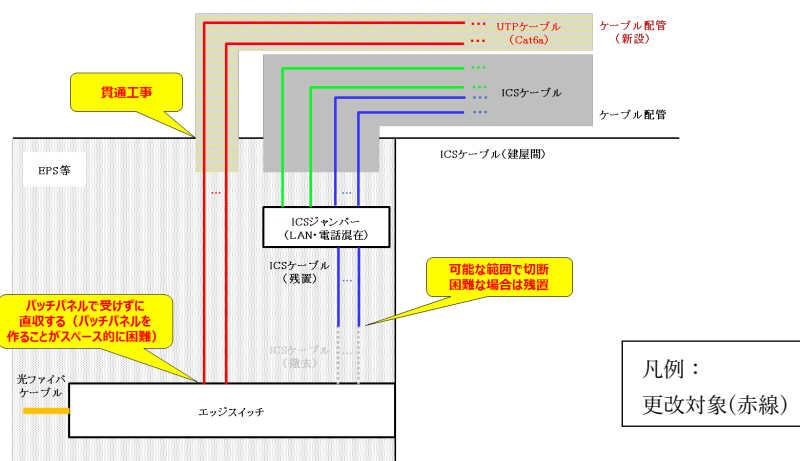 …
UTPケーブル
…
(Cat6a)
ケーブル配管
(新設)
貫通工事
…
…
ICSケーブル
…
…
ケーブル配管
ICSケーブル(建屋間)
EPS等
…
…
ICSジャンパー
(LAN・電話混在)
ICSケーブル
(残置)
…
可能な範囲で切断
困難な場合は残置
パッチパネルで受けずに
直収する（パッチパネルを
作ることがスペース的に困難）
ICSケーブル
(撤去)
…
光ファイバ
ケーブル
エッジスイッチ
凡例：
更改対象(赤線)